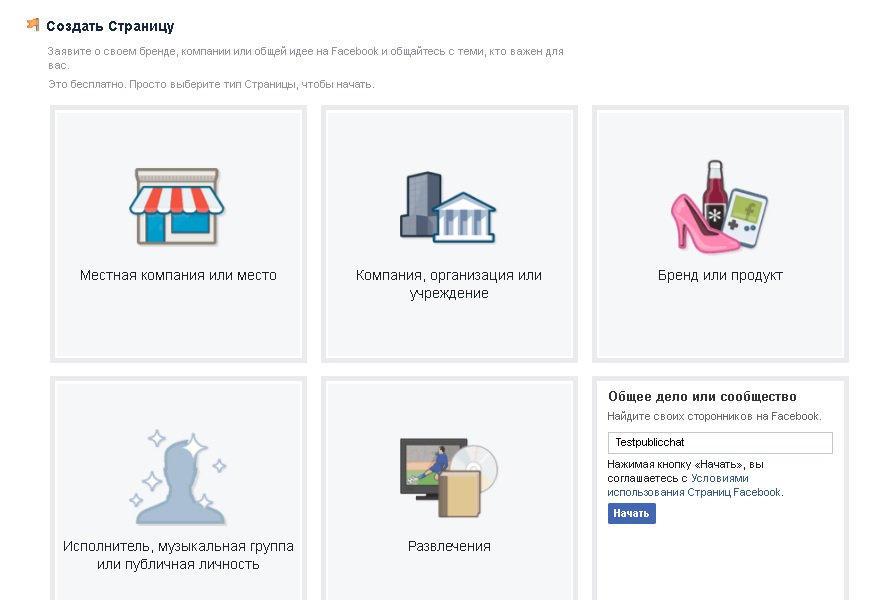 Создать Страницу
Заявите о своем бренде, компании или общей идее на Facebook и общайтесь с теми, кто важен для
вас.
Это бесплатно. Просто выберите тип Страницы, чтобы начать.
Местная компания или место
Компания, организация или
учреждение
Бренд или продукт
Исполнитель, музыкальная группа
или публичная личность
Развлечения
Общее дело или сообщество
Найдите своих сторонников на Facebook.
Testpublicchat
Нажимая кнопку «Начать», вы
соглашаетесь с Условиями
использования Страниц Facebook.
Начать